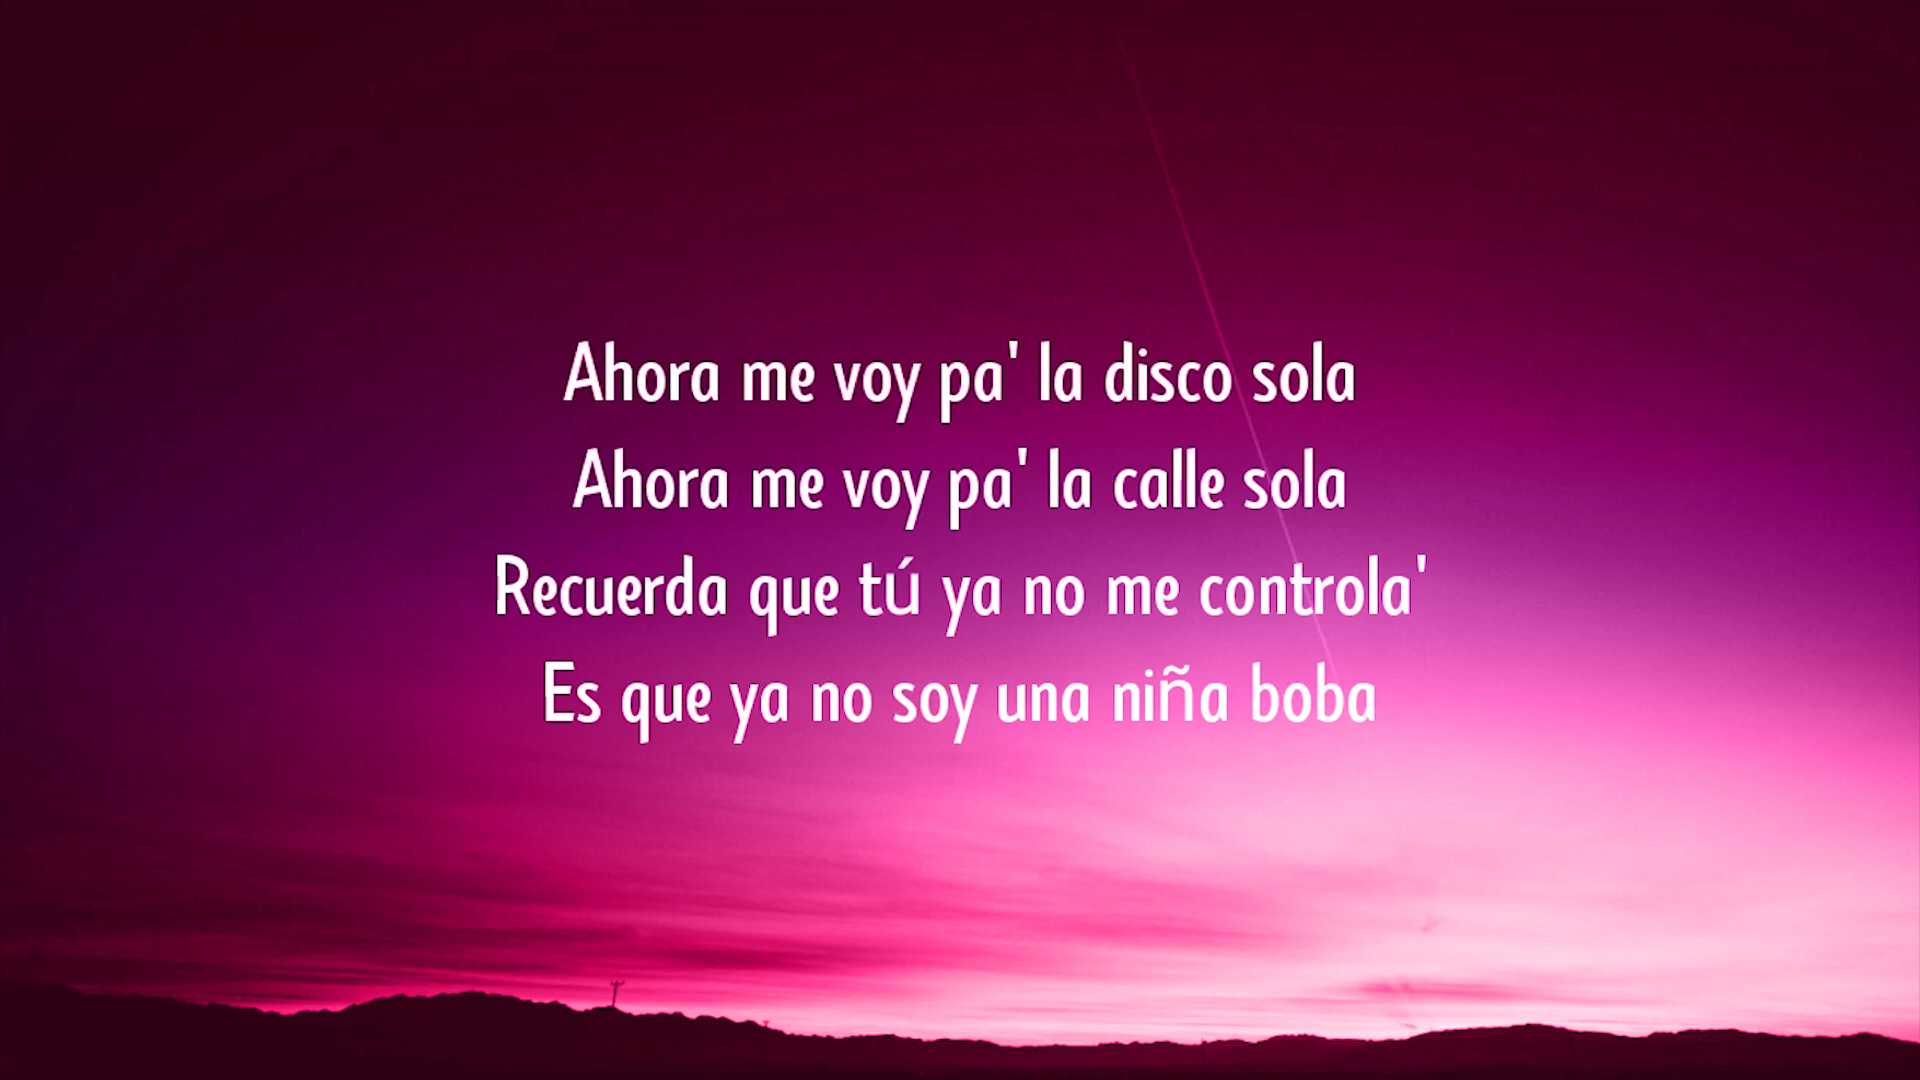 Ahora me voy pa' la disco sola
Ahora me voy pa' la calle sola
Recuerda que tú ya no me controla'
Es que ya no soy una niña boba